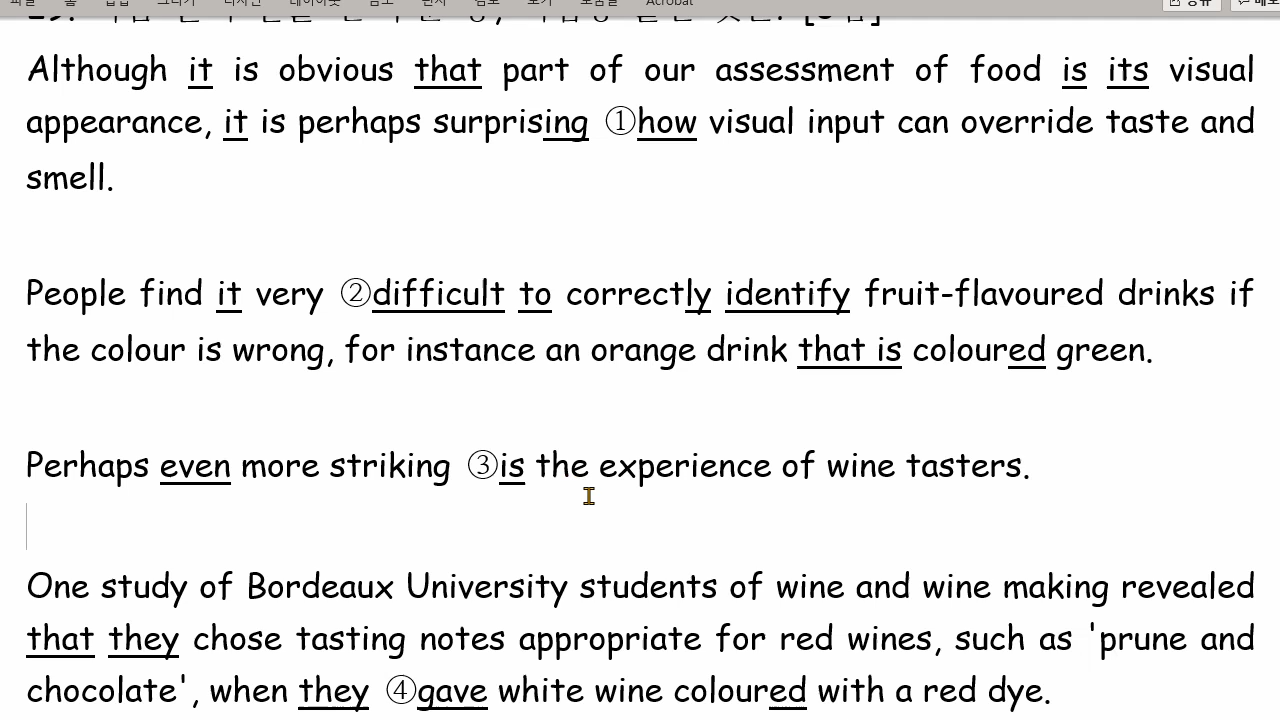 Acrobat
Although it is obvious that part of our assessment of food is its visual
appearance, it is perhaps surprising ①how visual input can override taste and
smell.
People find it very ②difficult to correctly identify fruit-flavoured drinks if
the colour is wrong, for instance an orange drink that is coloured green.
Perhaps even more striking ③is the experience of wine tasters.
One study of Bordeaux University students of wine and wine making revealed
that they chose tasting notes appropriate for red wines, such as 'prune and
chocolate', when they ④gave white wine coloured with a red dye.